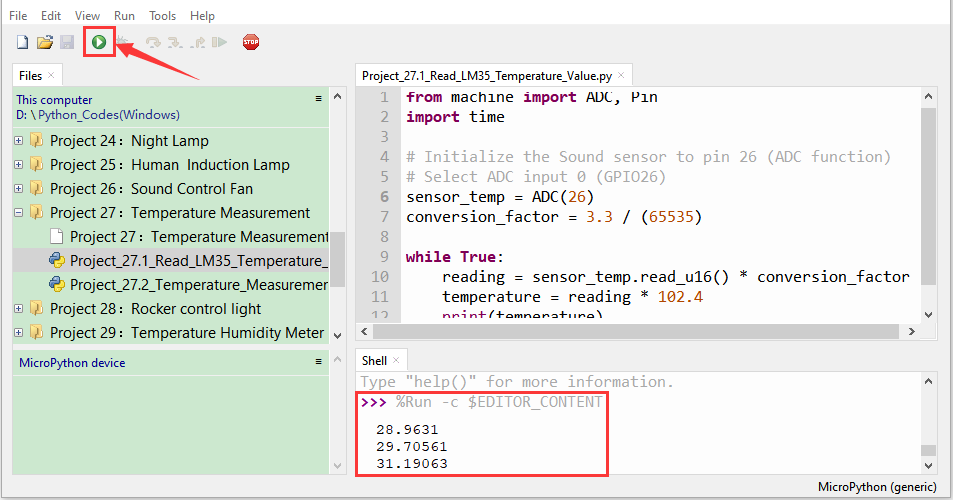 File Edit View Run Tools Help
STOP
Files ×
This computer
D: \ Python_Codes(Windows)
Project 24：Night Lamp
Project 25：Human Induction Lamp
Project 26：Sound Control Fan
Project 27：Temperature Measurement
Project 27：Temperature Measurement
Project_27.1_Read_LM35_Temperature_
Project_27.2_Temperature_Measuremer
Project 28：Rocker control light
Project 29：Temperature Humidity Meter
MicroPython device
Project_27.1_Read_LM35_Temperature_Value.py ×
1 from machine import ADC, Pin
2 import time
3
4 # Initialize the Sound sensor to pin 26 (ADC function)
5 # Select ADC input 0 (GPIO26)
6 sensor_temp = ADC(26)
7 conversion_factor = 3.3 / (65535)
8
9 while True:
10 reading = sensor_temp.read_u16() * conversion_factor
11 temperature = reading * 102.4
12 print(temperature)
Shell ×
Type "help()" for more information.
>>> %Run -c $EDITOR_CONTENT
28.9631
29.70561
31.19063
MicroPython (generic)